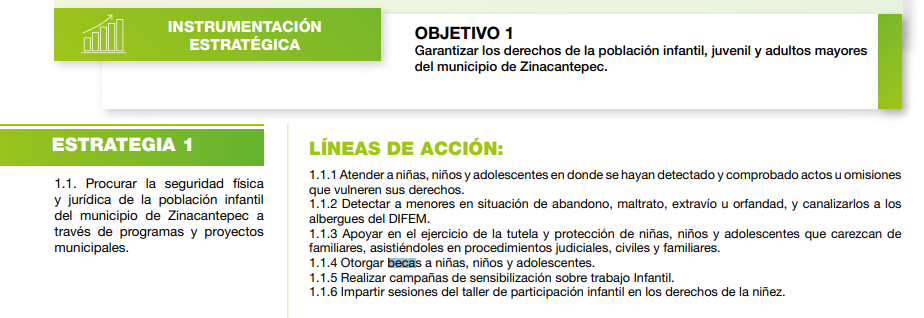 INSTRUMENTACIÓN
ESTRATÉGICA
OBJETIVO 1
Garantizar los derechos de la población infantil, juvenil y adultos mayores
del municipio de Zinacantepec.
ESTRATEGIA 1
1.1. Procurar la seguridad física
y jurídica de la población infantil
del municipio de Zinacantepec a
través de programas y proyectos
municipales.
LÍNEAS DE ACCIÓN:
1.1.1 Atender a niñas, niños y adolescentes en donde se hayan detectado y comprobado actos u omisiones
que vulneren sus derechos.
1.1.2 Detectar a menores en situación de abandono, maltrato, extravío u orfandad, y canalizarlos a los
albergues del DIFEM.
1.1.3 Apoyar en el ejercicio de la tutela y protección de niñas, niños y adolescentes que carezcan de
familiares, asistiéndoles en procedimientos judiciales, civiles y familiares.
1.1.4 Otorgar becas a niñas, niños y adolescentes.
1.1.5 Realizar campañas de sensibilización sobre trabajo Infantil.
1.1.6 Impartir sesiones del taller de participación infantil en los derechos de la niñez.